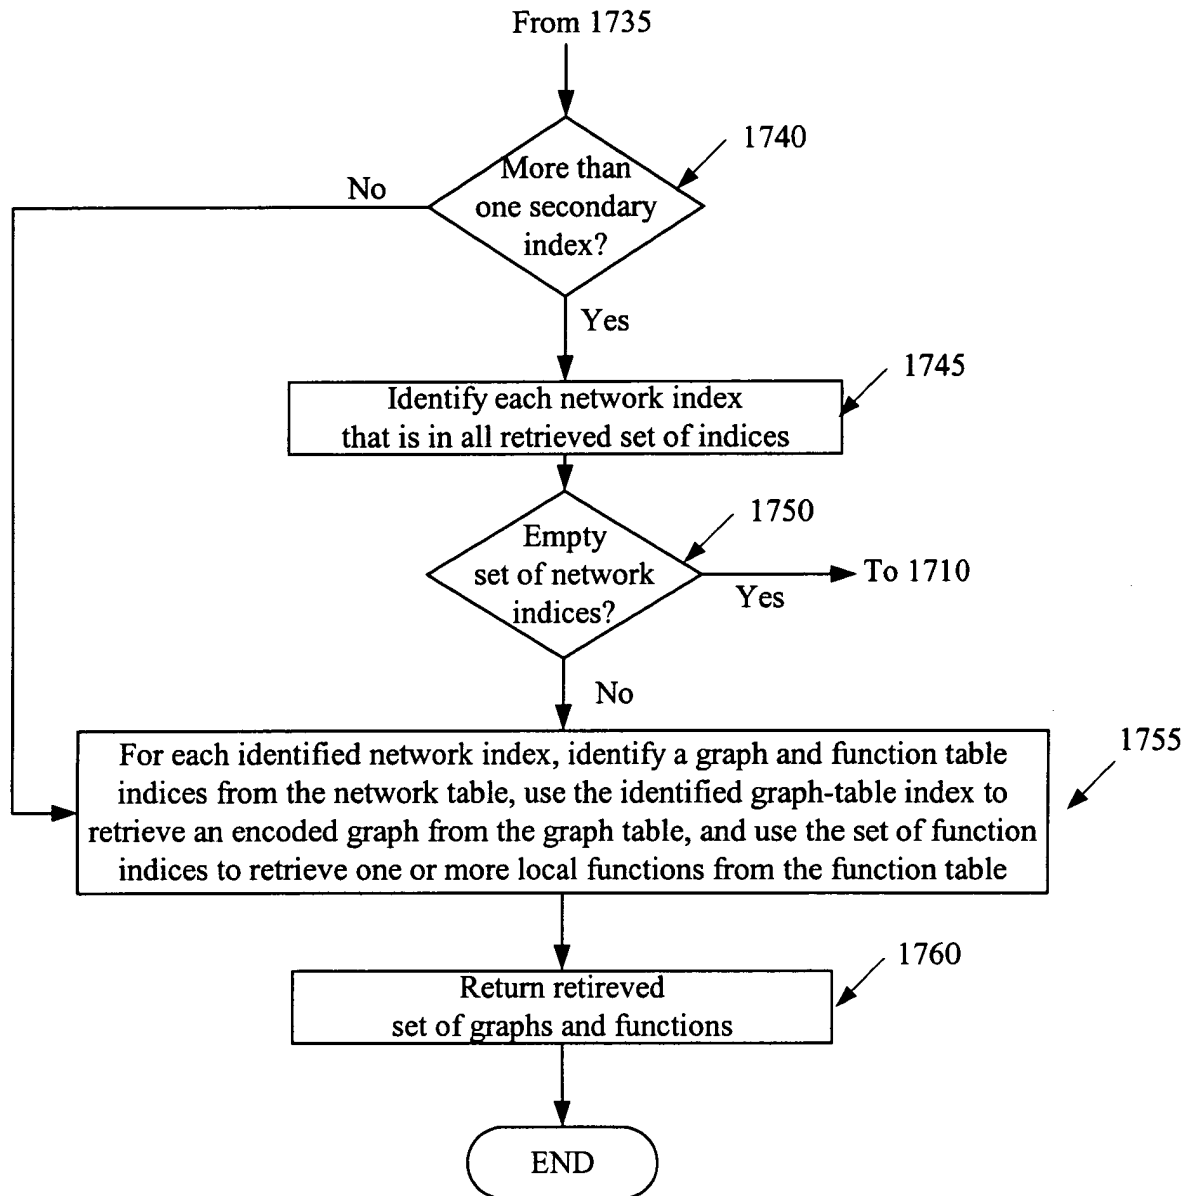 From 1735
1740
More than
one secondary
index?
No
Yes
1745
Identify each network index
that is in all retrieved set of indices
1750
Empty
set of network
indices?
To 1710
Yes
No
1755
For each identified network index, identify a graph and function table
indices from the network table, use the identified graph-table index to
retrieve an encoded graph from the graph table, and use the set of function
indices to retrieve one or more local functions from the function table
1760
Return retireved
set of graphs and functions
END